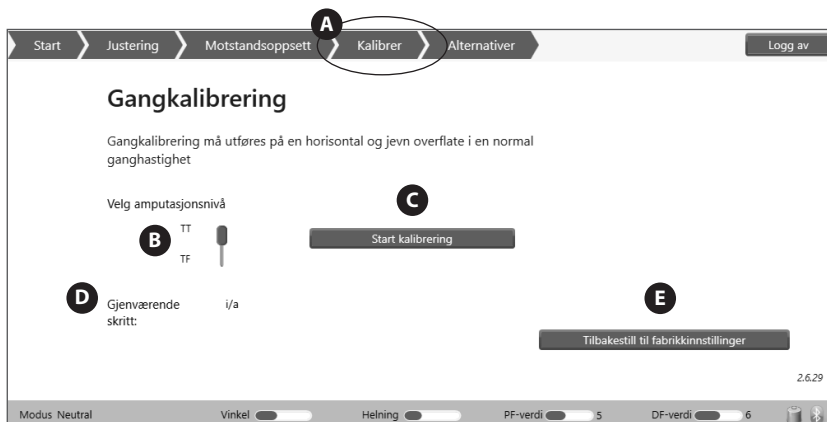 A
Start Justering Motstandsoppsett Kalibrer Alternativer Logg av
Gangkalibrering
Gangkalibrering må utføres på en horisontal og jevn overflate i en normal
ganghastighet
Velg amputasjonsnivå
C
B TT
Start kalibrering
TF
D Gjenværende i/a
skritt:
E
Tilbakestill til fabrikkinnstillinger
2.6.29
Modus Neutral Vinkel Helning PF-verdi 5 DF-verdi 6